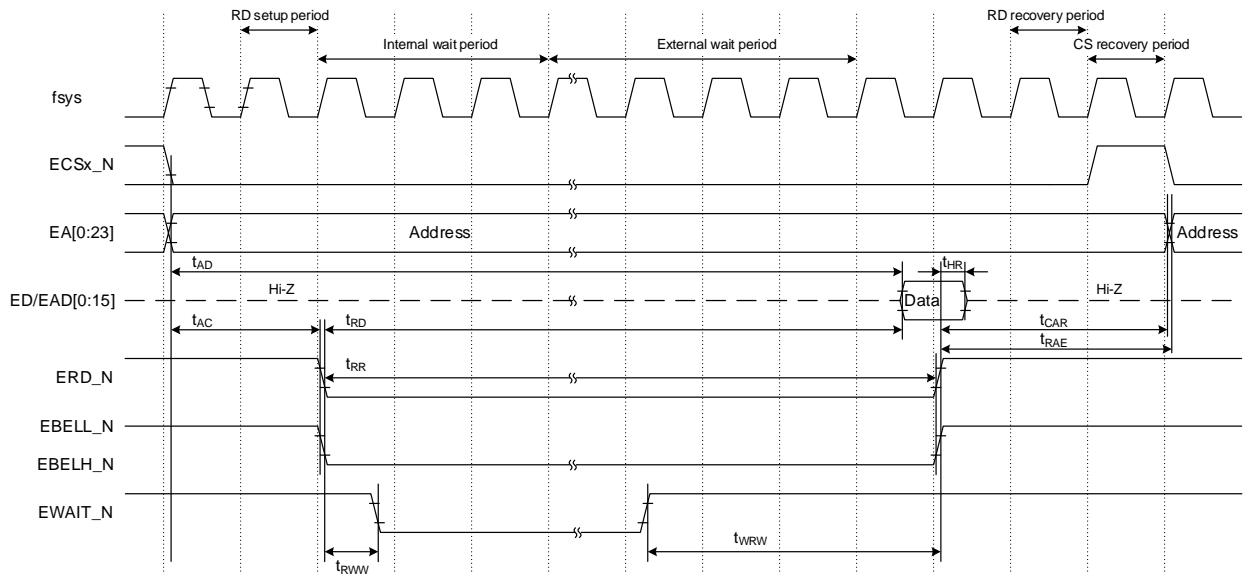 RD setup period
RD recovery period
Internal wait period
External wait period
CS recovery period
fsys
ECSx_N
EA[0:23]
Address
Address
tAD
tHR
ED/EAD[0:15]
Hi-Z
Data
Hi-Z
tAC
tRD
tCAR
tRAE
ERD_N
tRR
EBELL_N
EBELH_N
EWAIT_N
tRWW
tWRW